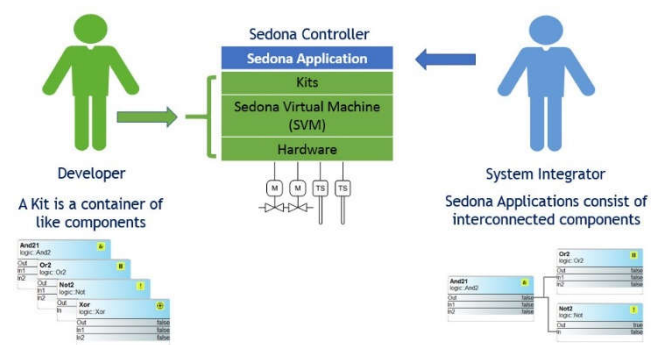 Sedona Controller
Sedona Application
Kits
Sedona Virtual Machine
(SVM)
Hardware
M M TS TS
Developer
A Kit is a container of
like components
And21
logic::And2
Out
In1
In2
Or2
logic::Or2
Out
In1
In2
Not2
logic::Not
Out
In
Xor
logic::Xor
Out false
In1 false
In2 false
System Integrator
Sedona Applications consist of
interconnected components
And21
logic::And2
Out false
In1 false
In2 false
Or2
logic::Or2
Out false
In1 false
In2 false
Not2
logic::Not
Out true
In false